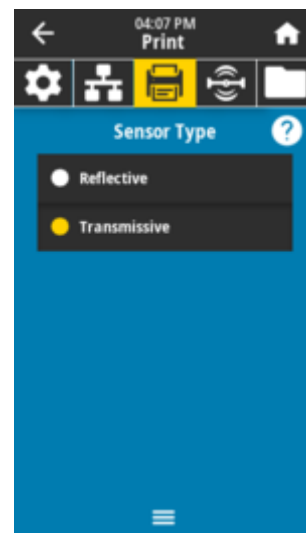 04:07 PM
Print
Sensor Type
?
Reflective
Transmissive